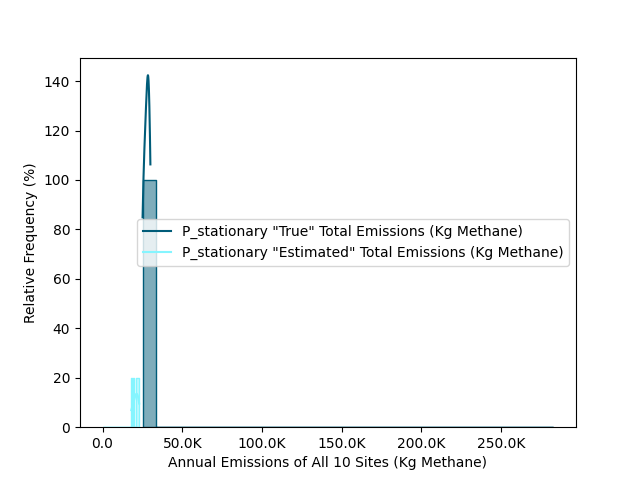 140
120
100
80
60
40
20
0
Relative Frequency (%)
P_stationary "True" Total Emissions (Kg Methane)
P_stationary "Estimated" Total Emissions (Kg Methane)
0.0 50.0K 100.0K 150.0K 200.0K 250.0K
Annual Emissions of All 10 Sites (Kg Methane)